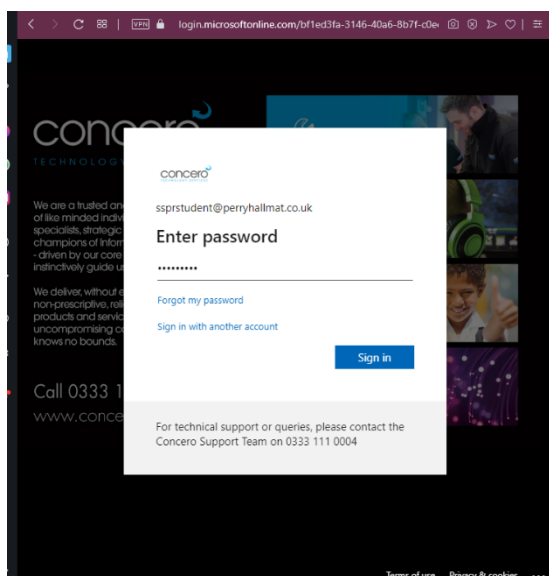 VPN login.microsoftonline.com/bf1ed3fa-3146-40a6-8b7f-c0e
TECHNOLOGY
We are a trusted an
of like minded indivi
specialists, strategic
champions of inform
- driven by our core
instinctively guide u
We deliver, without e
non-prescriptive, reli
products and servic
uncompromising co
knows no bounds.
Call 0333 1
www.conce
concero
ssprstudent@perryhallmat.co.uk
Enter password
•••••••••
Forgot my password
Sign in with another account
Sign in
For technical support or queries, please contact the
Concero Support Team on 0333 111 0004
Terms of use Privacy & cookies ...